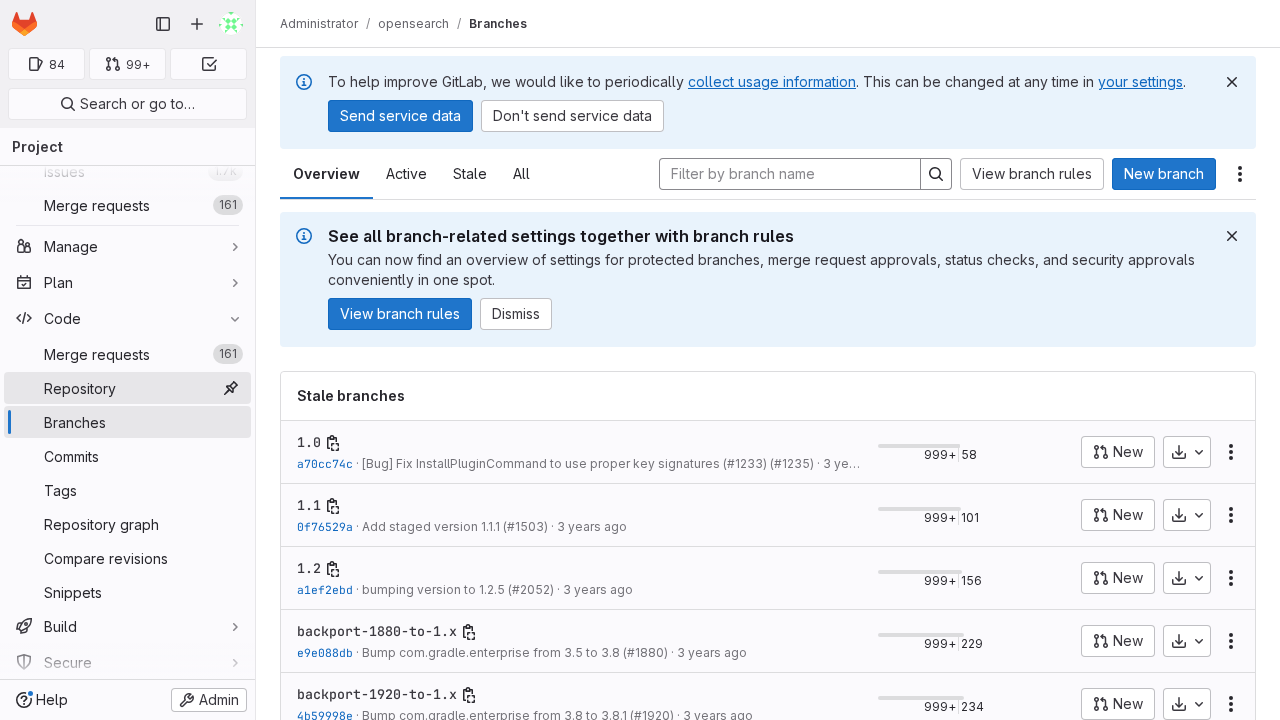 Administrator / opensearch / Branches
84
99+
Search or go to…
Project
Issues 1.7k
Merge requests 161
Manage
Plan
Code
Merge requests 161
Repository
Branches
Commits
Tags
Repository graph
Compare revisions
Snippets
Build
Secure
Help
Admin
To help improve GitLab, we would like to periodically collect usage information. This can be changed at any time in your settings.
Send service data
Don't send service data
Overview
Active
Stale
All
Filter by branch name
View branch rules
New branch
See all branch-related settings together with branch rules
You can now find an overview of settings for protected branches, merge request approvals, status checks, and security approvals
conveniently in one spot.
View branch rules
Dismiss
Stale branches
1.0
a70cc74c · [Bug] Fix InstallPluginCommand to use proper key signatures (#1233) (#1235) · 3 ye…
999+ 58
New
1.1
0f76529a · Add staged version 1.1.1 (#1503) · 3 years ago
999+ 101
New
1.2
a1ef2ebd · bumping version to 1.2.5 (#2052) · 3 years ago
999+ 156
New
backport-1880-to-1.x
e9e088db · Bump com.gradle.enterprise from 3.5 to 3.8 (#1880) · 3 years ago
999+ 229
New
backport-1920-to-1.x
4b59998e · Bump com.gradle.enterprise from 3.8 to 3.8.1 (#1920) · 3 years ago
999+ 234
New